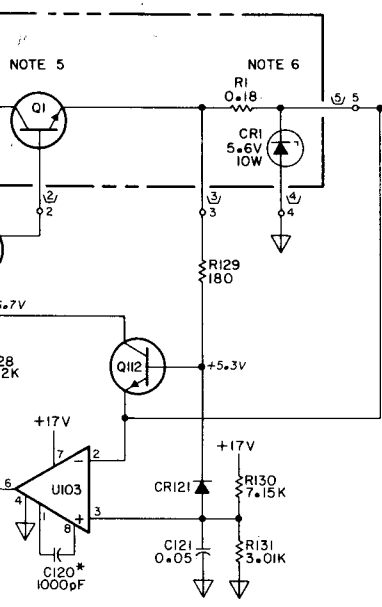 NOTE 5
NOTE 6
Q1
R1
0.18
5 5
CR1
5.6V
10W
2
2
3
3
4
4
R129
180
.7V
Q112
+5.3V
28
2K
+17V
+17V
7
2
6
U103
4
1
8
3
CR121
R130
7.15K
C120*
1000pF
C121
0.05
R131
3.01K